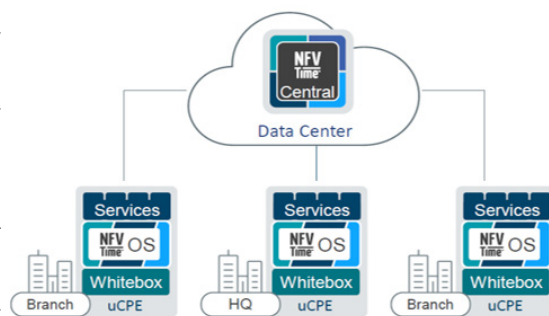 NFV
Time®
Central
Data Center
Services
NFV
Time® OS
Whitebox
Branch
uCPE
Services
NFV
Time® OS
Whitebox
HQ
uCPE
Services
NFV
Time® OS
Whitebox
Branch
uCPE